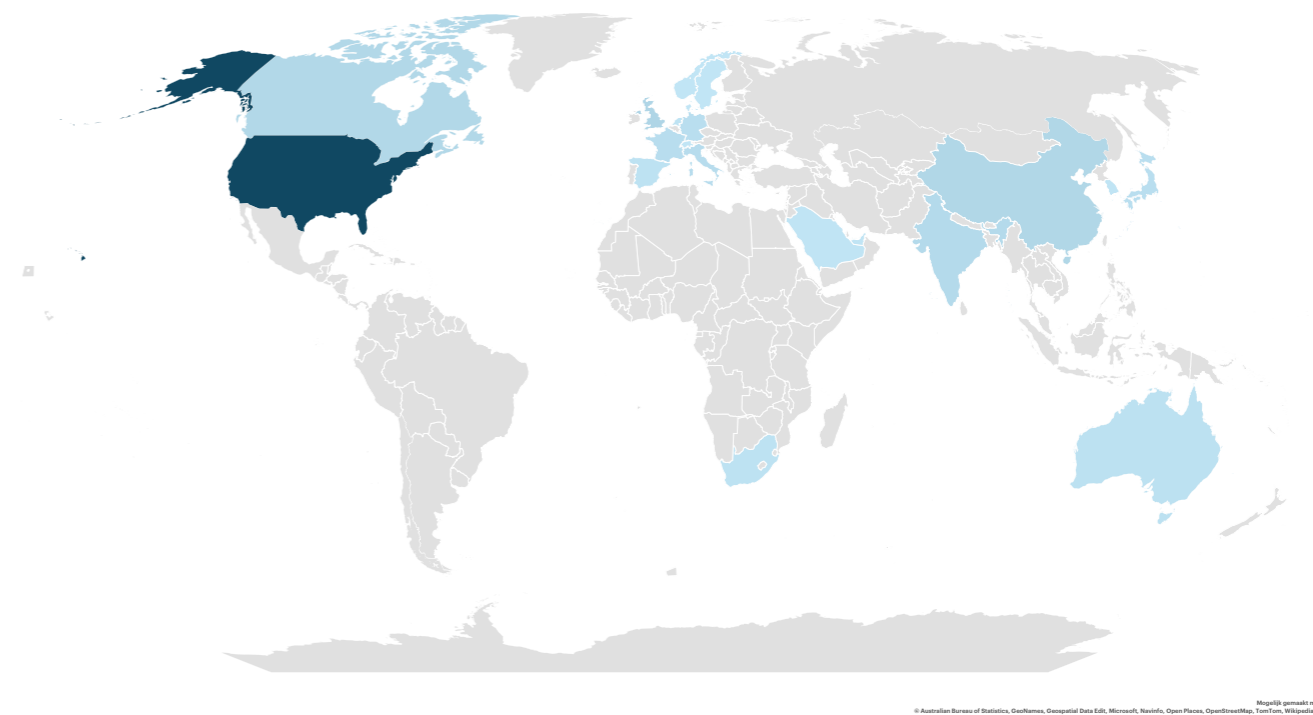 Mogelijk gemaakt
© Australian Bureau of Statistics, GeoNames, Geospatial Data Edit, Microsoft, Navinfo, Open Places, OpenStreetMap, TomTom, Wikipedia